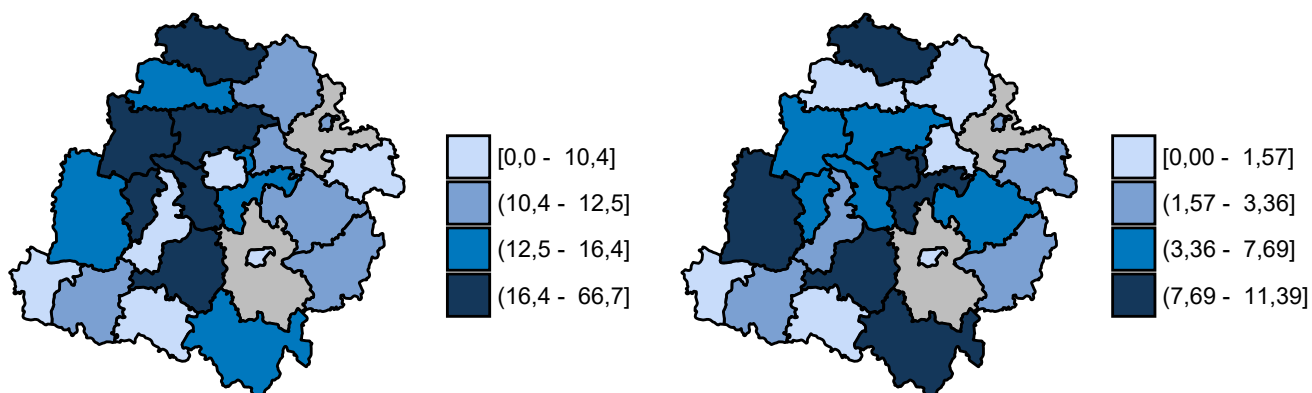 [0,0 - 10,4]
(10,4 - 12,5]
(12,5 - 16,4]
(16,4 - 66,7]
[0,00 - 1,57]
(1,57 - 3,36]
(3,36 - 7,69]
(7,69 - 11,39]